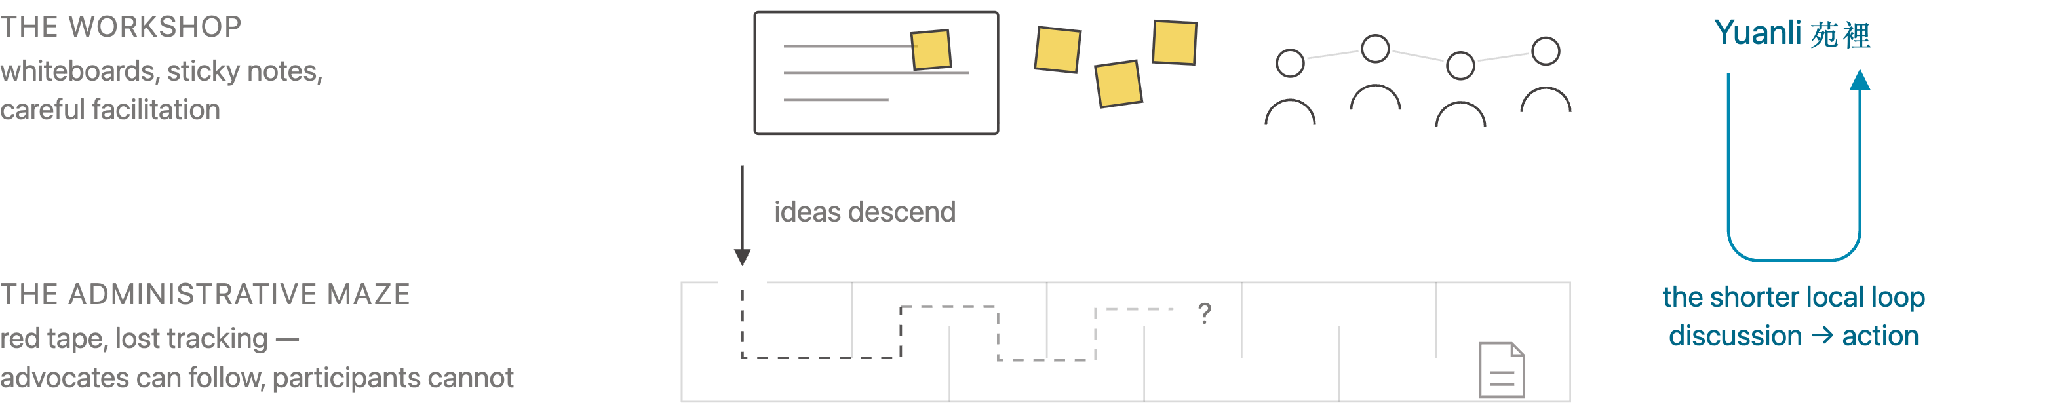 THE WORKSHOP
whiteboards, sticky notes,
careful facilitation
Yuanli 苑裡
ideas descend
THE ADMINISTRATIVE MAZE
red tape, lost tracking —
advocates can follow, participants cannot
?
the shorter local loop
discussion → action